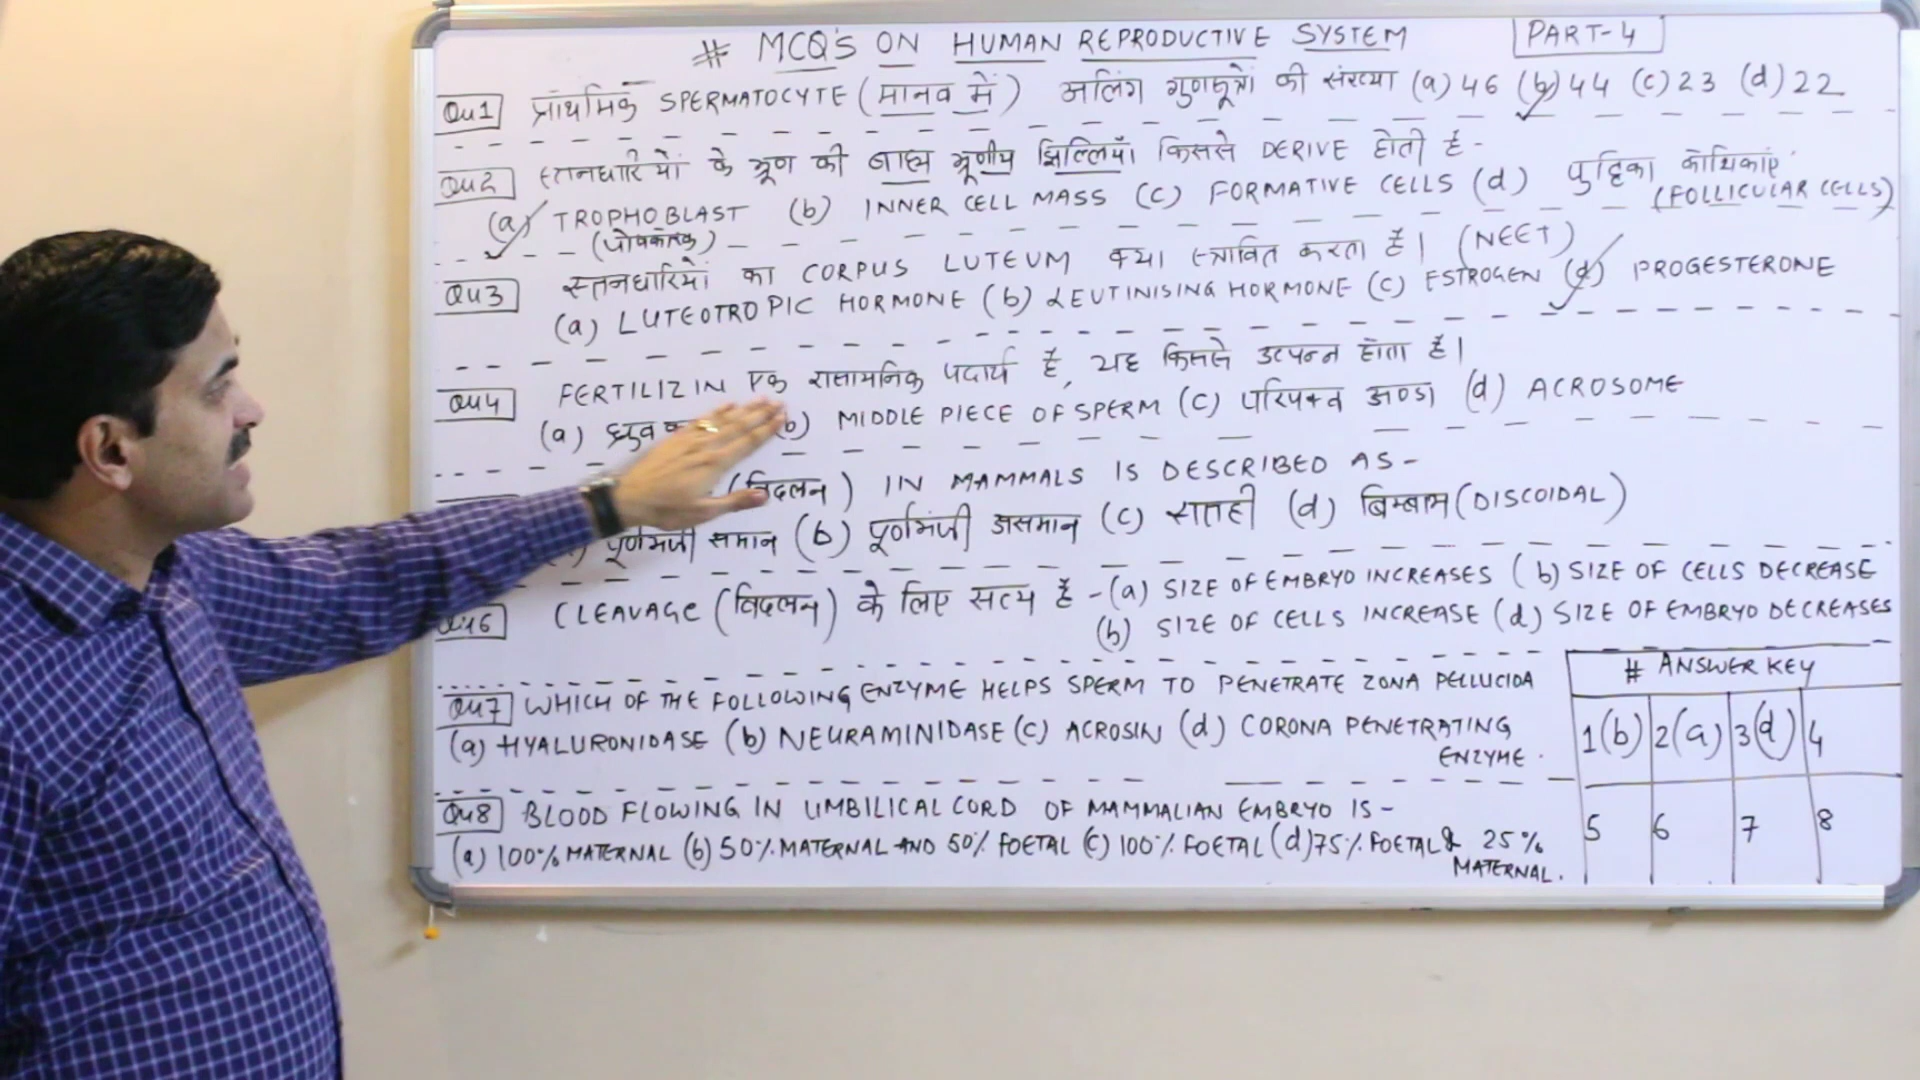 # MCQ'S ON HUMAN REPRODUCTIVE SYSTEM PART-4
Qu1 प्राथमिक SPERMATOCYTE (मानव में) अलिंग गुणसूत्रों की संख्या (a) 46 (b) 44 (c) 23 (d) 22
Qu2 स्तनधारियों के भ्रूण की बाह्य भ्रूणीय झिल्लियाँ किससे DERIVE होती हैं -
(a) TROPHOBLAST (b) INNER CELL MASS (C) FORMATIVE CELLS (d) पुट्टिका कोशिकाएं
(पोषकोरक) (FOLLICULAR CELLS)
Qu3 स्तनधारियों का CORPUS LUTEUM क्या स्त्रावित करता है। (NEET)
(a) LUTEOTROPIC HORMONE (b) LEUTINISING HORMONE (C) ESTROGEN (d) PROGESTERONE
Qu4 FERTILIZIN एक रासायनिक पदार्थ है, यह किससे उत्पन्न होता है।
(a) ध्रुव (b) MIDDLE PIECE OF SPERM (C) परिपक्व अण्डा (d) ACROSOME
(विदलन) IN MAMMALS IS DESCRIBED AS -
पूर्णभंजी समान (b) पूर्णभंजी असमान (C) सतही (d) बिम्बाभ (DISCOIDAL)
Qu6 CLEAVAGE (विदलन) के लिए सत्य है - (a) SIZE OF EMBRYO INCREASES (b) SIZE OF CELLS DECREASE
(b) SIZE OF CELLS INCREASE (d) SIZE OF EMBRYO DECREASES
Qu7 WHICH OF THE FOLLOWING ENZYME HELPS SPERM TO PENETRATE ZONA PELLUCIDA
(a) HYALURONIDASE (b) NEURAMINIDASE (C) ACROSIN (d) CORONA PENETRATING
ENZYME.
Qu8 BLOOD FLOWING IN UMBILICAL CORD OF MAMMALIAN EMBRYO IS -
(a) 100% MATERNAL (b) 50% MATERNAL AND 50% FOETAL (C) 100% FOETAL (d) 75% FOETAL & 25%
MATERNAL.
# ANSWER KEY
1(b) 2(a) 3(d) 4
5 6 7 8